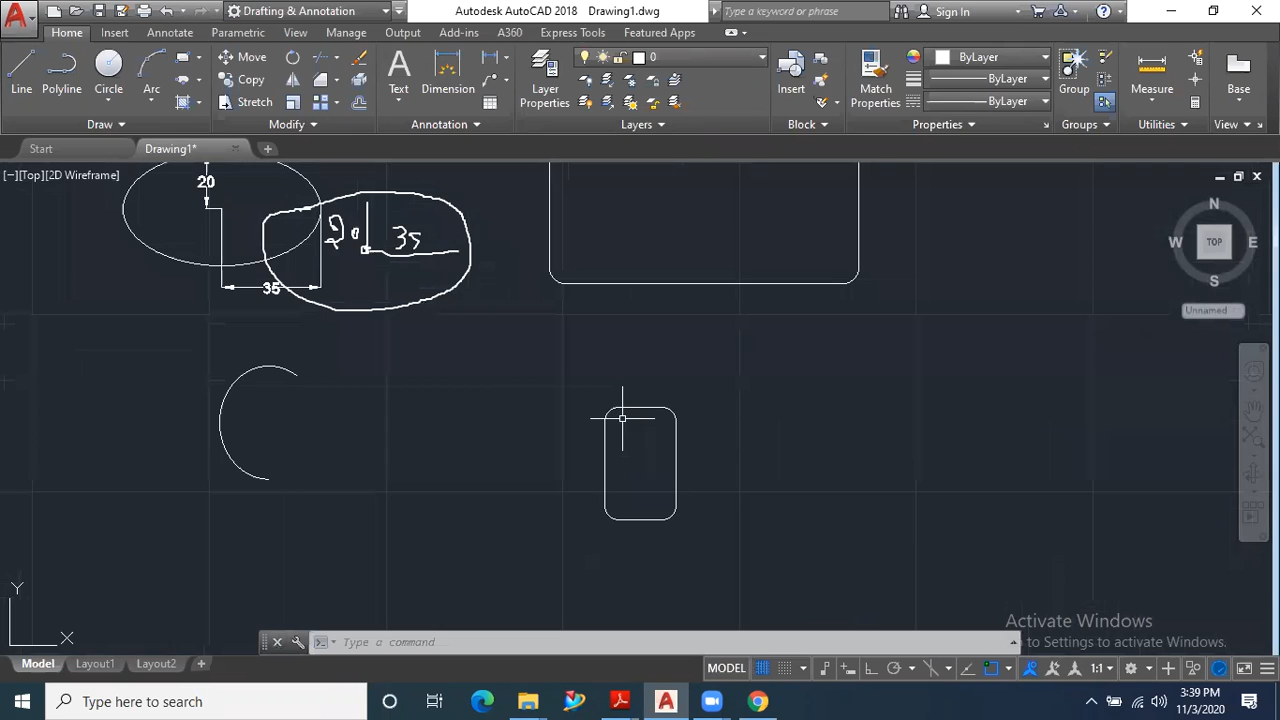 Drafting & Annotation
Autodesk AutoCAD 2018 Drawing1.dwg
Type a keyword or phrase
Sign In
Home Insert Annotate Parametric View Manage Output Add-ins A360 Express Tools Featured Apps
Move
Copy
Stretch
Line Polyline Circle Arc
Text Dimension
Layer Properties
0
Insert
Match Properties
ByLayer
ByLayer
ByLayer
Group
Measure
Base
Draw Modify Annotation Layers Block Properties Groups Utilities View
Start Drawing1*
[−][Top][2D Wireframe]
20
20
35
35
N
W TOP E
S
Unnamed
Y
X
Activate Windows
o to Settings to activate Windows.
Type a command
Model Layout1 Layout2
MODEL 1:1
Type here to search
3:39 PM
11/3/2020